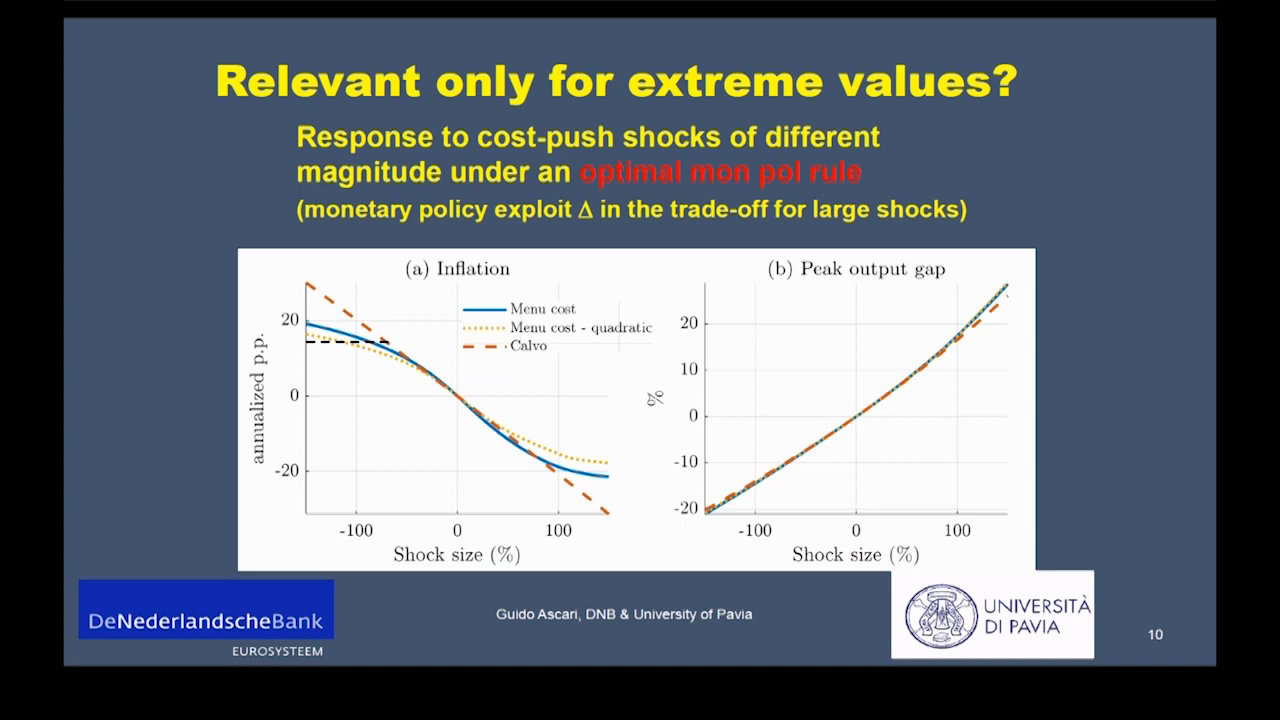 Relevant only for extreme values?
Response to cost-push shocks of different
magnitude under an optimal mon pol rule
(monetary policy exploit Δ in the trade-off for large shocks)
(a) Inflation
Menu cost
Menu cost - quadratic
Calvo
annualized p.p.
20
0
-20
-100
0
100
Shock size (%)
(b) Peak output gap
%
20
10
0
-10
-20
-100
0
100
Shock size (%)
DeNederlandscheBank
EUROSYSTEEM
Guido Ascari, DNB & University of Pavia
UNIVERSITÀ
DI PAVIA
10